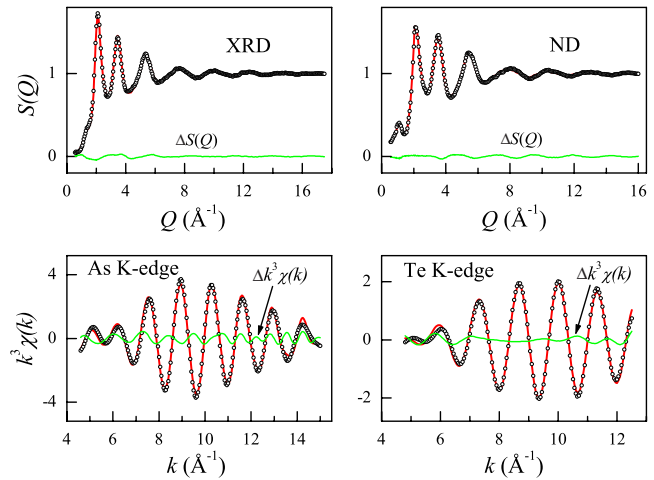 XRD
S(Q)
1
ΔS(Q)
0
0 4 8 12 16
Q (Å⁻¹)
ND
1
ΔS(Q)
0
0 4 8 12 16
Q (Å⁻¹)
As K-edge
Δk³χ(k)
k³χ(k)
4
0
-4
4 6 8 10 12 14
k (Å⁻¹)
Te K-edge
Δk³χ(k)
2
0
-2
4 6 8 10 12
k (Å⁻¹)